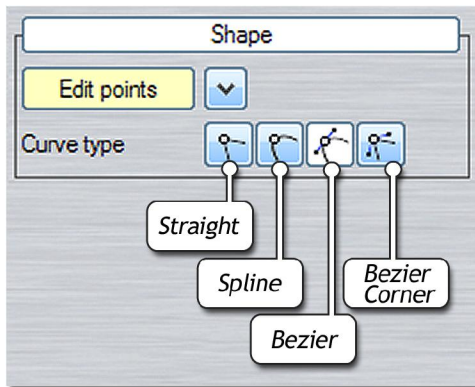 Shape
Edit points
Curve type
Straight
Spline
Bezier
Bezier
Corner